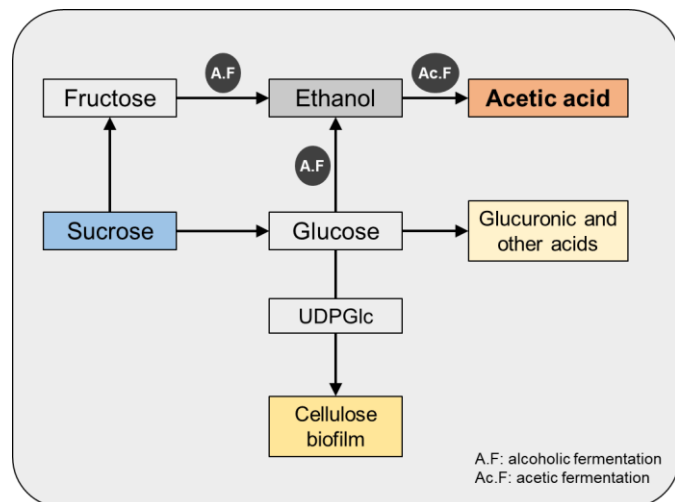 A.F
Ac.F
Fructose
Ethanol
Acetic acid
A.F
Sucrose
Glucose
Glucuronic and
other acids
UDPGlc
Cellulose
biofilm
A.F: alcoholic fermentation
Ac.F: acetic fermentation